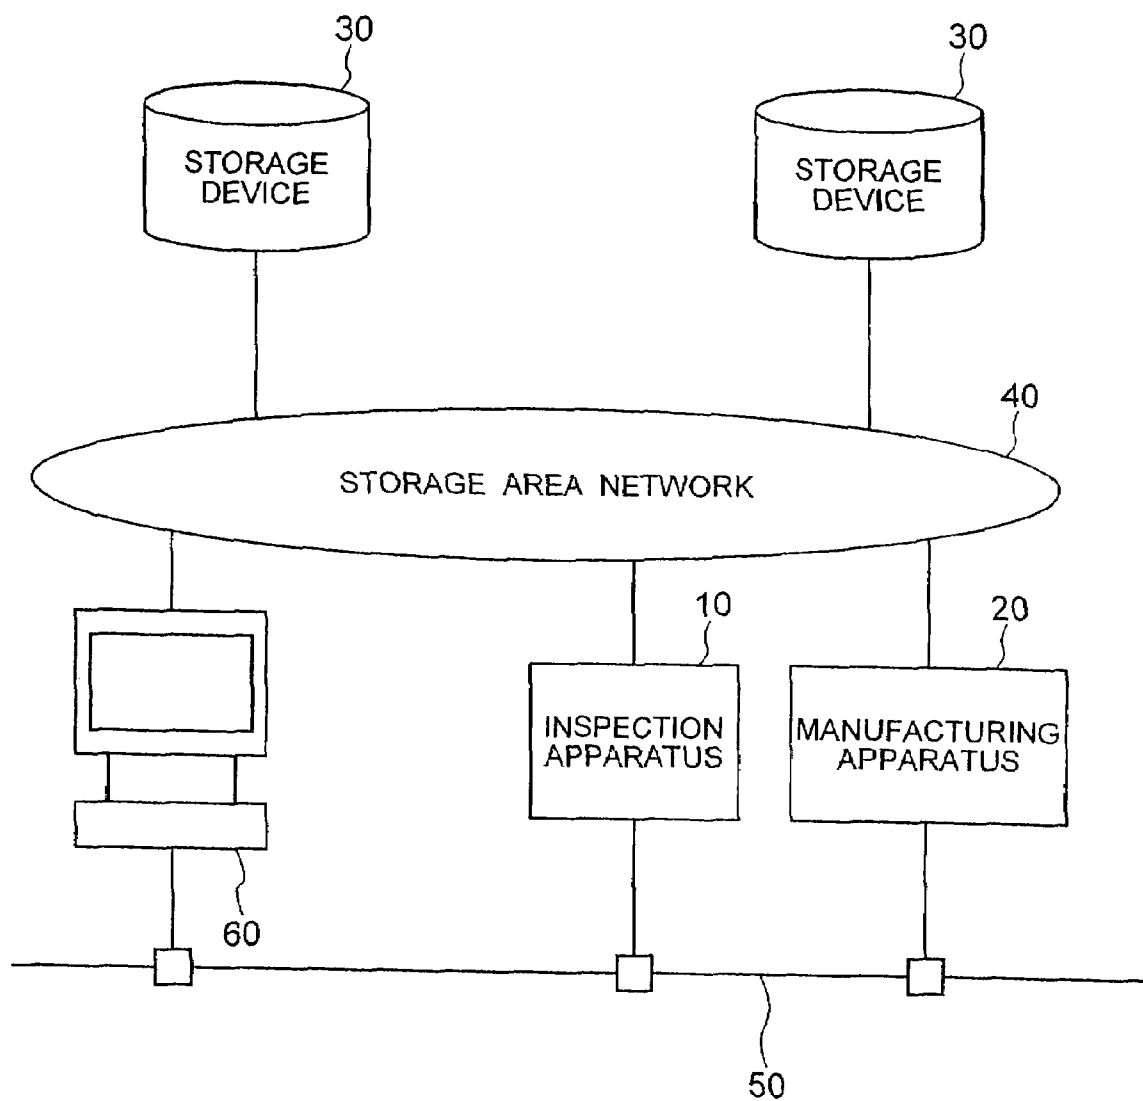 30
30
STORAGE
DEVICE
STORAGE
DEVICE
40
STORAGE AREA NETWORK
10
20
INSPECTION
APPARATUS
MANUFACTURING
APPARATUS
60
50